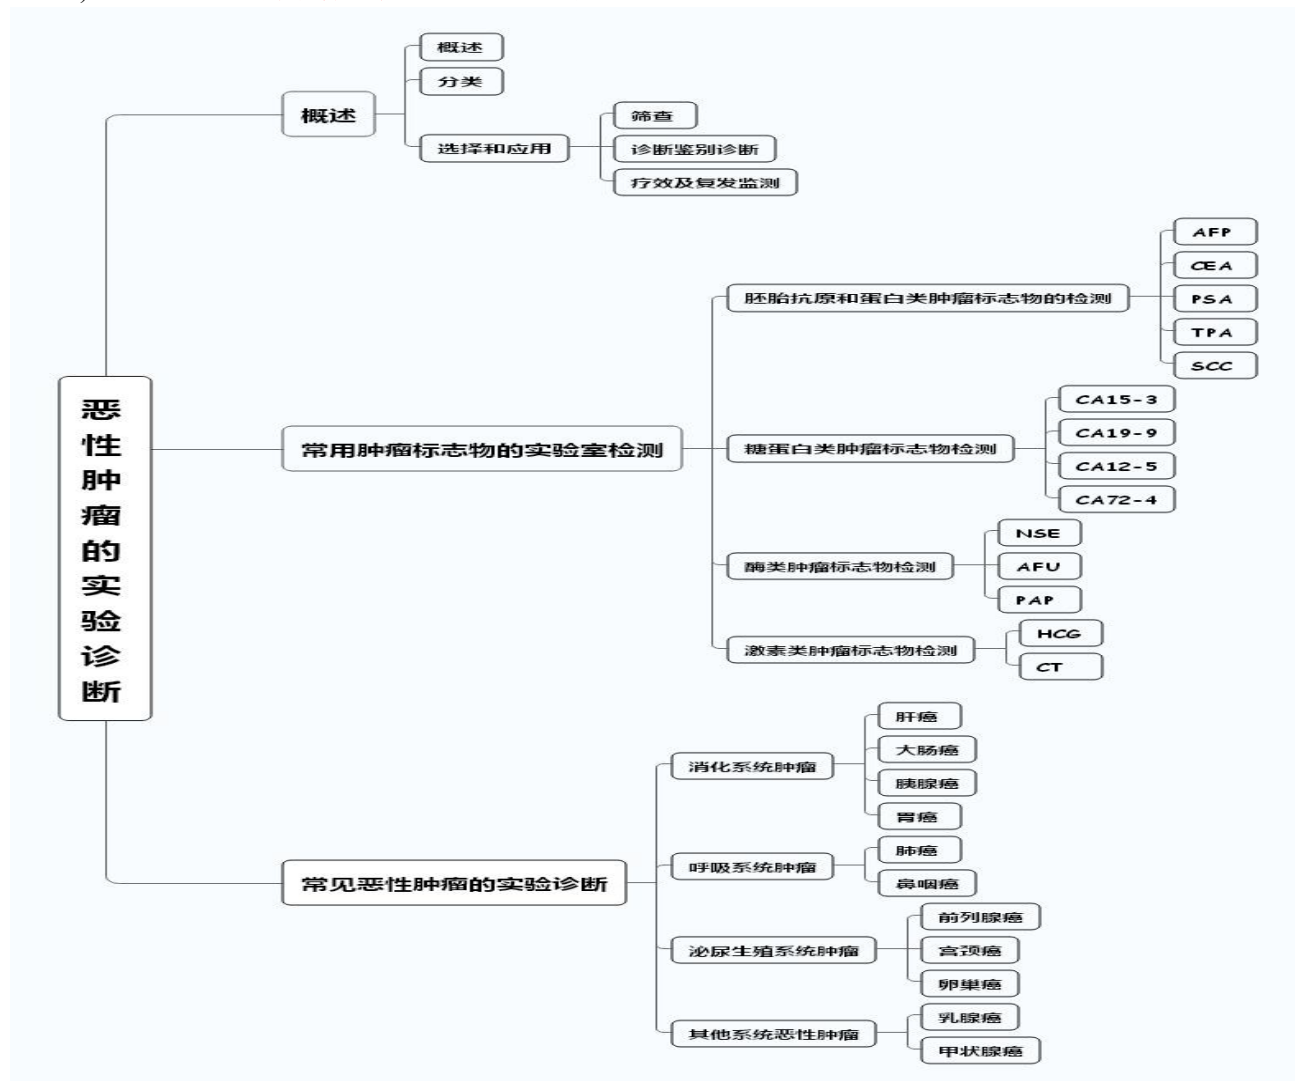 恶性肿瘤的实验诊断
概述
概述
分类
选择和应用
筛查
诊断鉴别诊断
疗效及复发监测
常用肿瘤标志物的实验室检测
胚胎抗原和蛋白类肿瘤标志物的检测
AFP
CEA
PSA
TPA
SCC
糖蛋白类肿瘤标志物检测
CA15-3
CA19-9
CA12-5
CA72-4
酶类肿瘤标志物检测
NSE
AFU
PAP
激素类肿瘤标志物检测
HCG
CT
常见恶性肿瘤的实验诊断
消化系统肿瘤
肝癌
大肠癌
胰腺癌
胃癌
呼吸系统肿瘤
肺癌
鼻咽癌
泌尿生殖系统肿瘤
前列腺癌
宫颈癌
卵巢癌
其他系统恶性肿瘤
乳腺癌
甲状腺癌